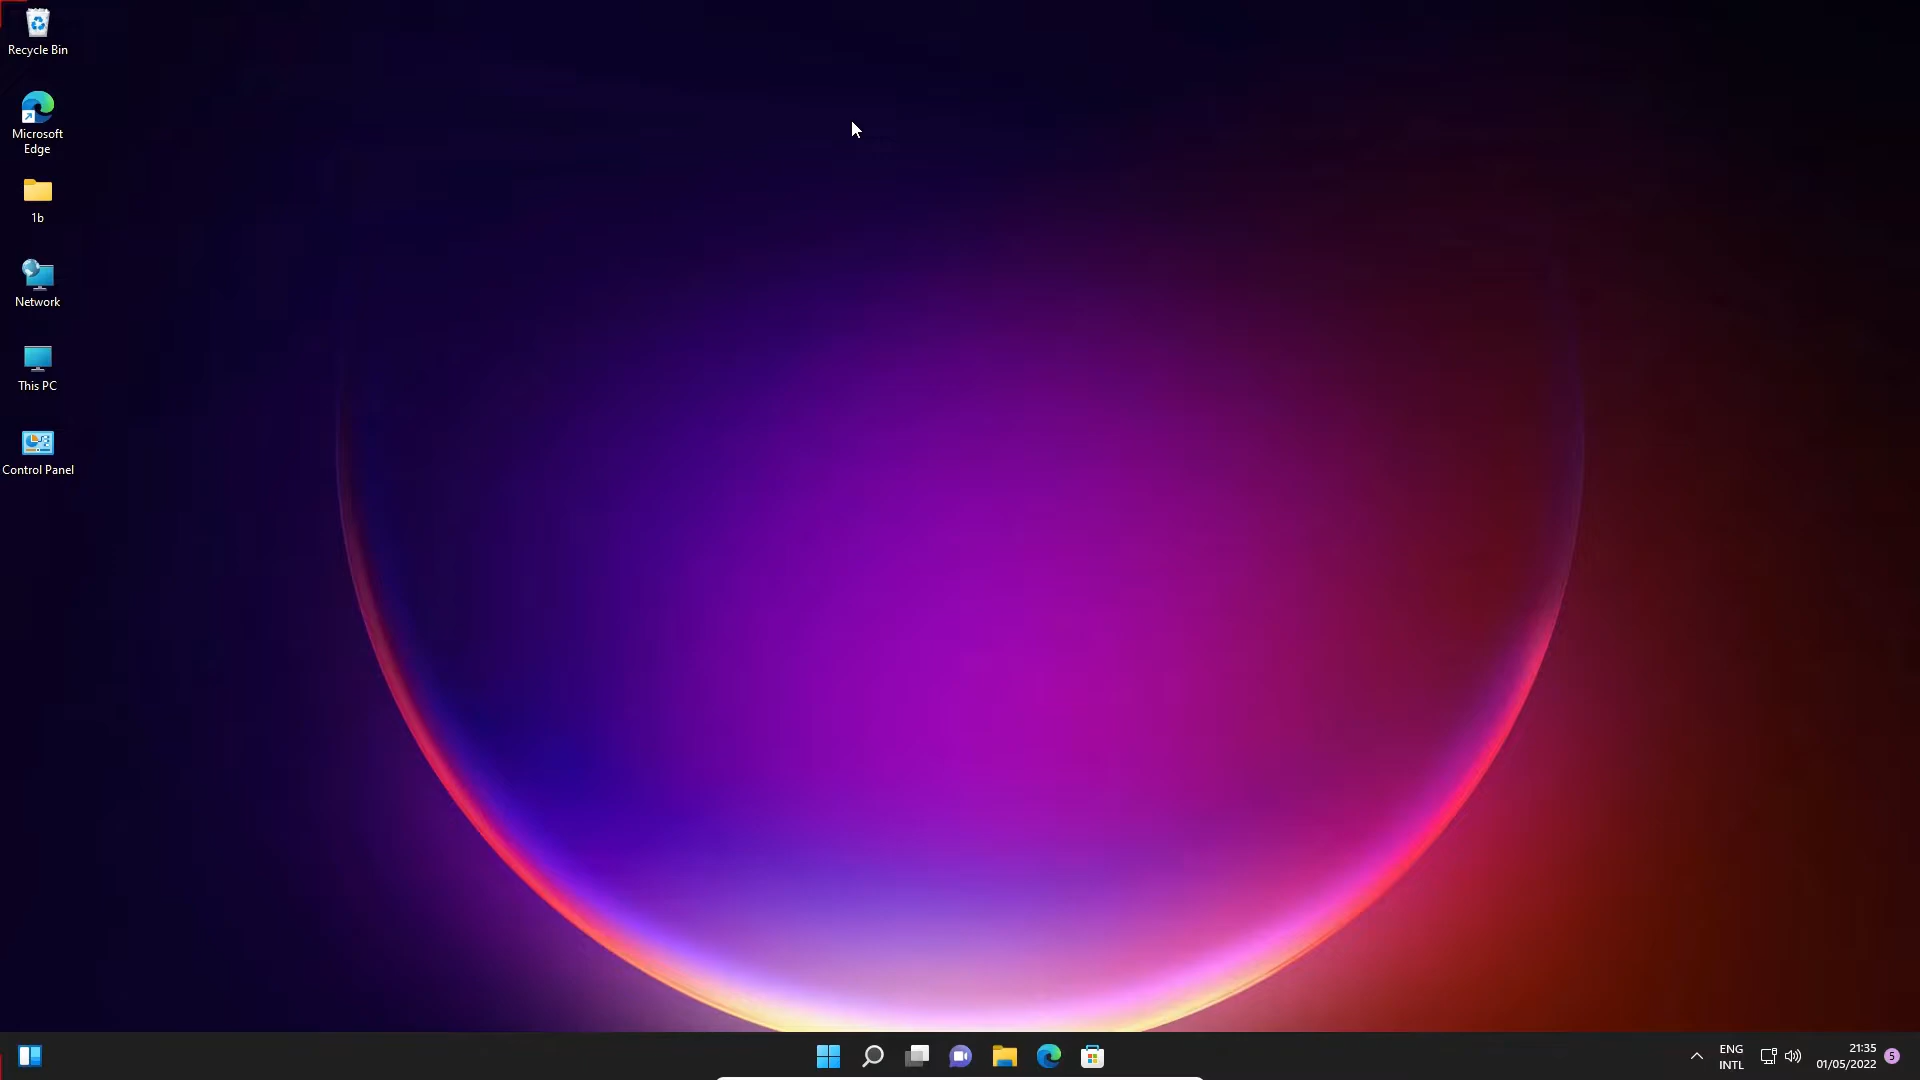 Recycle Bin
Microsoft
Edge
1b
Network
This PC
Control Panel
ENG
INTL
21:35
01/05/2022
5